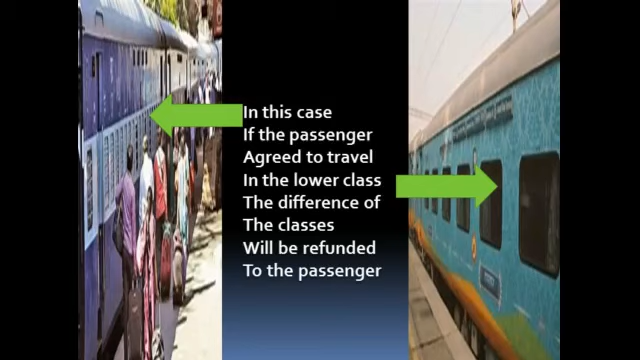 In this case
If the passenger
Agreed to travel
In the lower class
The difference of
The classes
Will be refunded
To the passenger